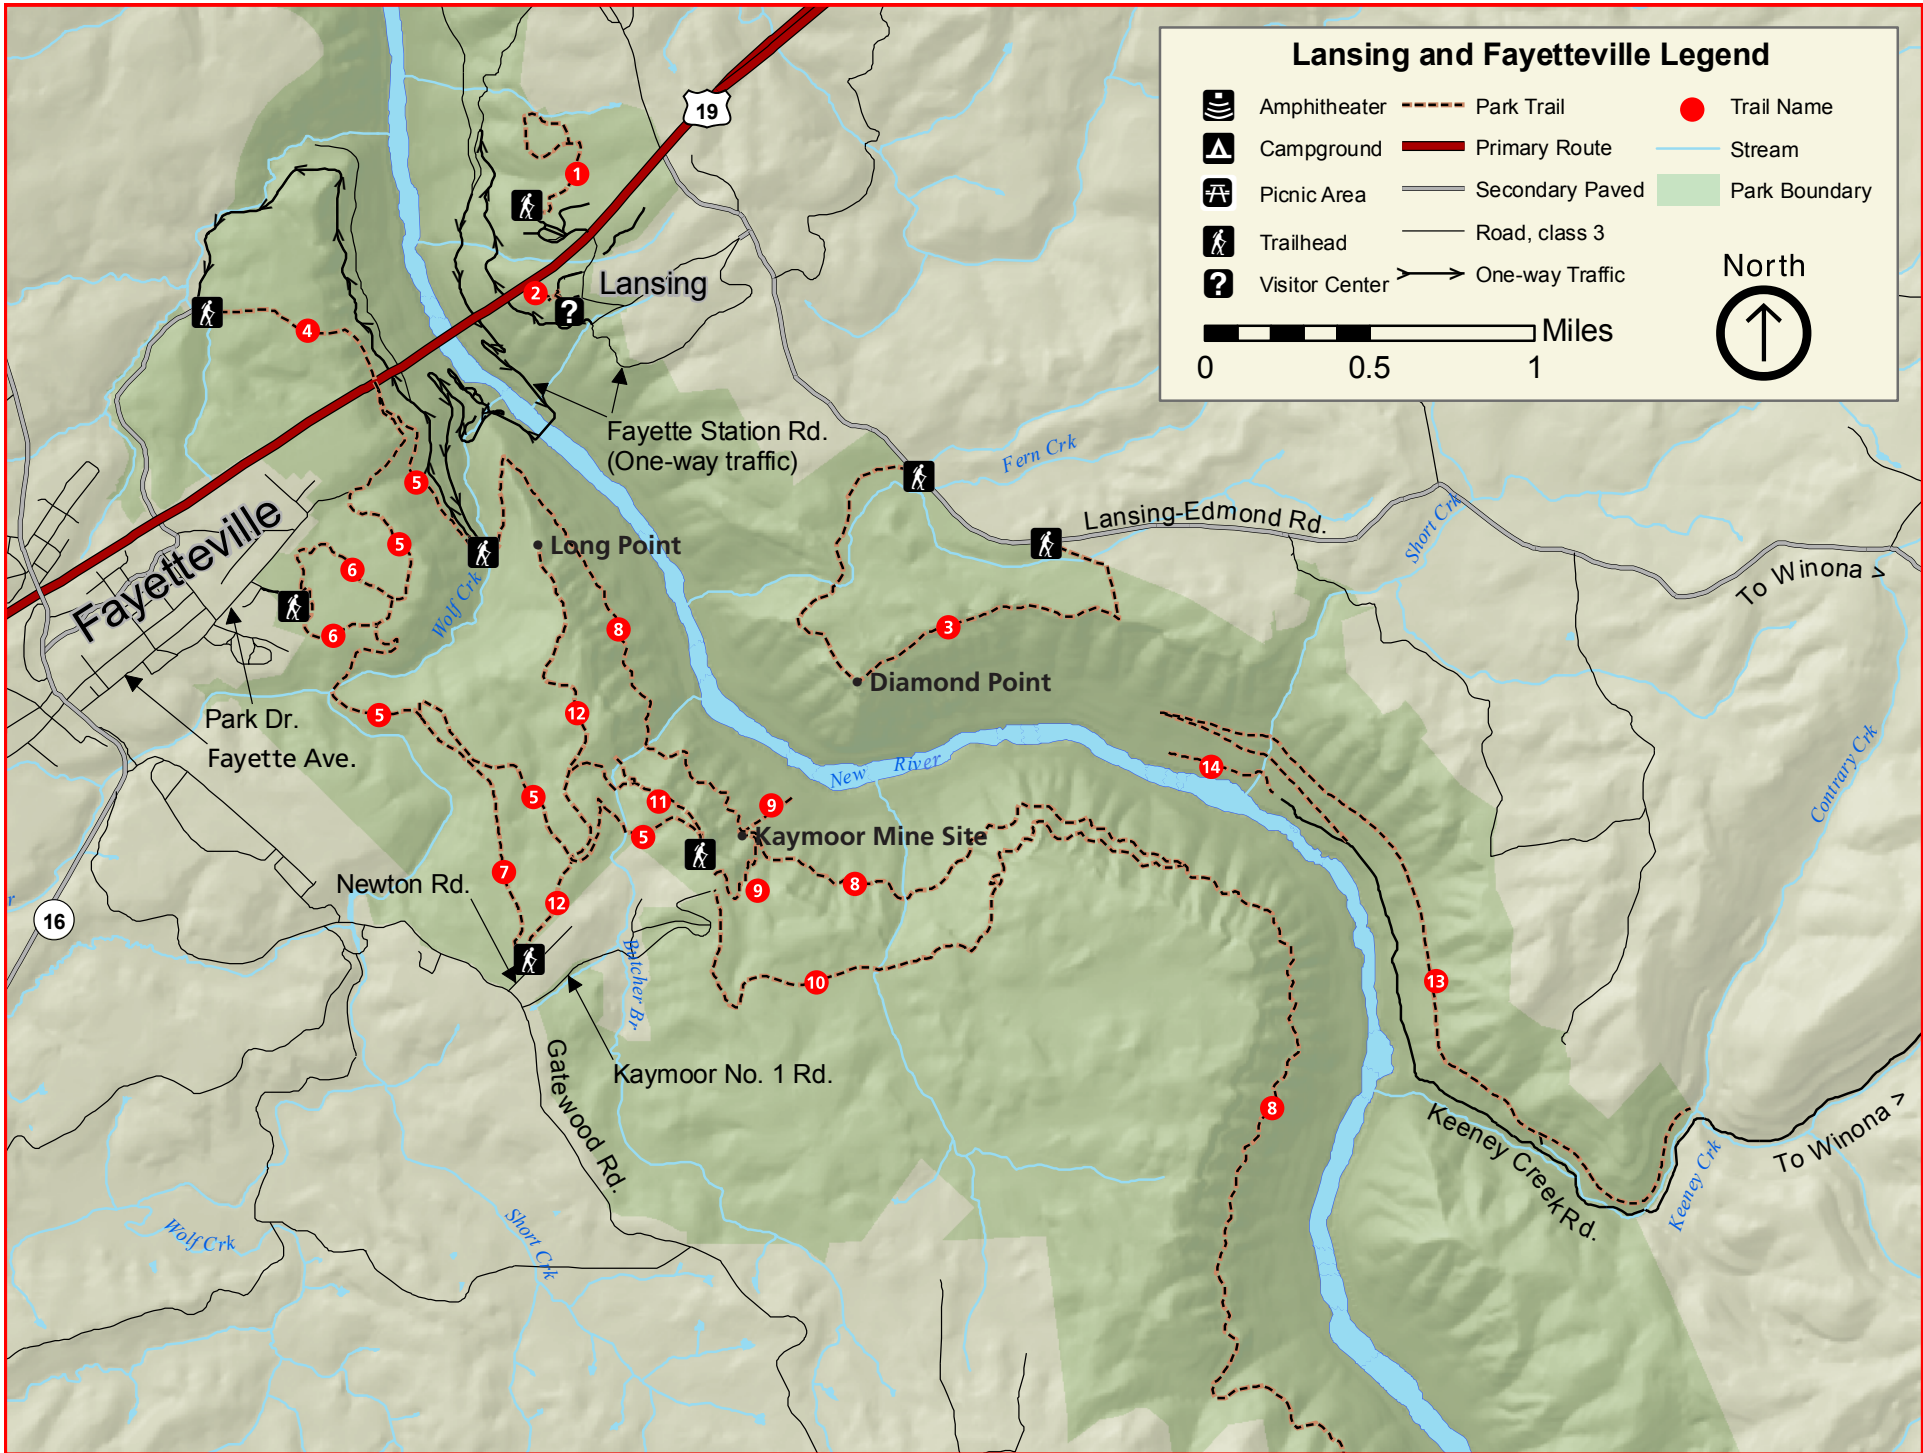 Lansing and Fayetteville Legend
Amphitheater
Park Trail
Trail Name
Campground
Primary Route
Stream
Picnic Area
Secondary Paved
Park Boundary
Trailhead
Road, class 3
?
Visitor Center
One-way Traffic
North
Miles
0
0.5
1
19
1
2
?
Lansing
4
Fayette Station Rd.
(One-way traffic)
Fern Crk
5
Lansing-Edmond Rd.
Short Crk
To Winona >
Fayetteville
5
Long Point
6
Wolf Crk
6
8
3
Diamond Point
Park Dr.
Fayette Ave.
5
12
14
New River
Contrary Crk
5
11
9
5
Kaymoor Mine Site
7
8
9
12
Newton Rd.
16
r
Butcher Br
10
13
Gatewood Rd.
Kaymoor No. 1 Rd.
8
Keeney Creek Rd.
Keeney Crk
To Winona >
Wolf Crk
Short Crk